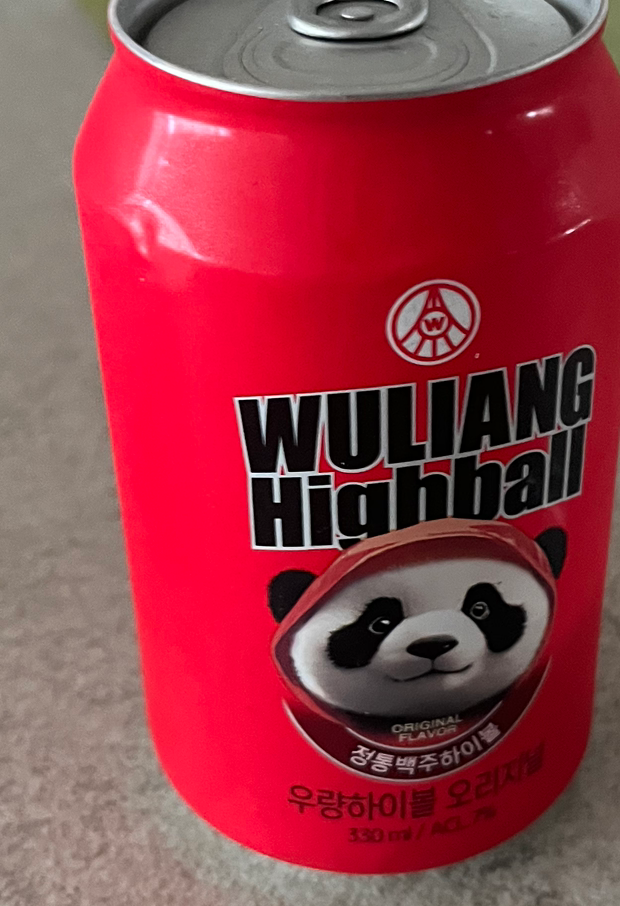 W
WULIANG
Highball
ORIGINAL
FLAVOR
정통백주하이볼
우량하이볼 오리지널
330 ml / ALC. 7%